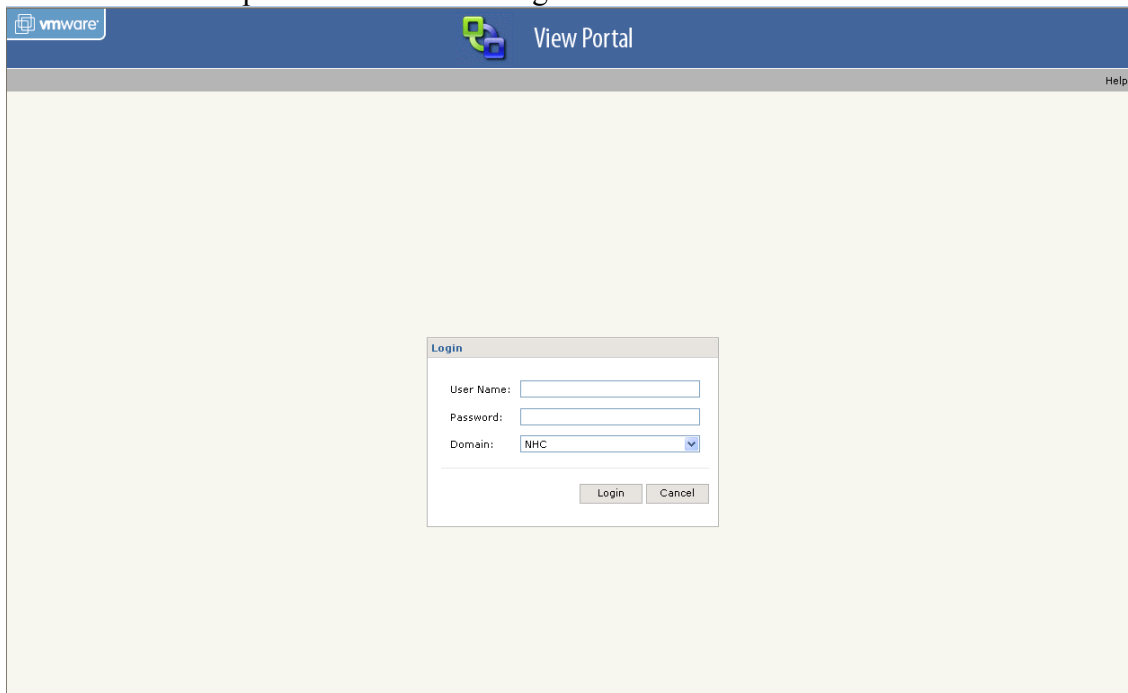 vmware
View Portal
Help
Login
User Name:
Password:
Domain: NHC
Login Cancel